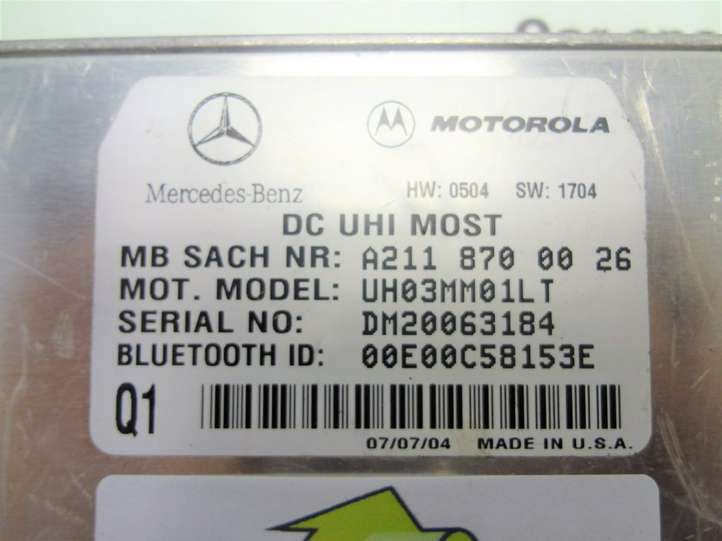 MOTOROLA
Mercedes-Benz
HW: 0504 SW: 1704
DC UHI MOST
MB SACH NR: A211 870 00 26
MOT. MODEL: UH03MM01LT
SERIAL NO: DM20063184
BLUETOOTH ID: 00E00C58153E
Q1
07/07/04 MADE IN U.S.A.